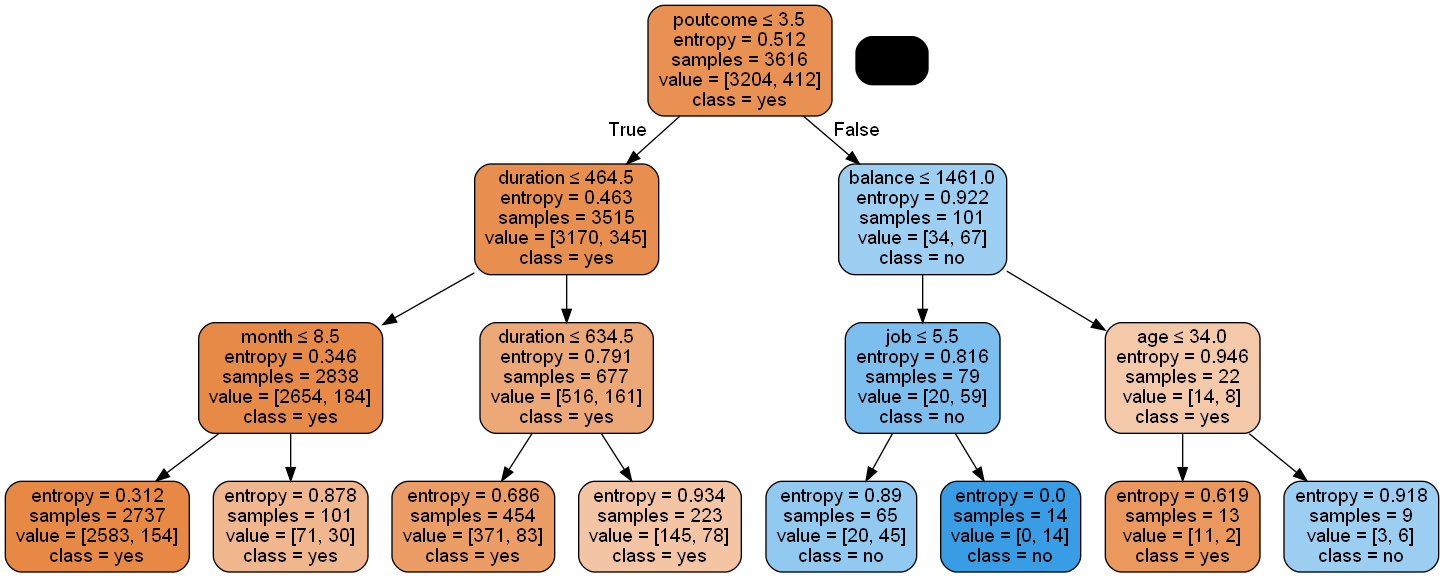 poutcome ≤ 3.5
entropy = 0.512
samples = 3616
value = [3204, 412]
class = yes
True
False
duration ≤ 464.5
entropy = 0.463
samples = 3515
value = [3170, 345]
class = yes
balance ≤ 1461.0
entropy = 0.922
samples = 101
value = [34, 67]
class = no
month ≤ 8.5
entropy = 0.346
samples = 2838
value = [2654, 184]
class = yes
duration ≤ 634.5
entropy = 0.791
samples = 677
value = [516, 161]
class = yes
job ≤ 5.5
entropy = 0.816
samples = 79
value = [20, 59]
class = no
age ≤ 34.0
entropy = 0.946
samples = 22
value = [14, 8]
class = yes
entropy = 0.312
samples = 2737
value = [2583, 154]
class = yes
entropy = 0.878
samples = 101
value = [71, 30]
class = yes
entropy = 0.686
samples = 454
value = [371, 83]
class = yes
entropy = 0.934
samples = 223
value = [145, 78]
class = yes
entropy = 0.89
samples = 65
value = [20, 45]
class = no
entropy = 0.0
samples = 14
value = [0, 14]
class = no
entropy = 0.619
samples = 13
value = [11, 2]
class = yes
entropy = 0.918
samples = 9
value = [3, 6]
class = no